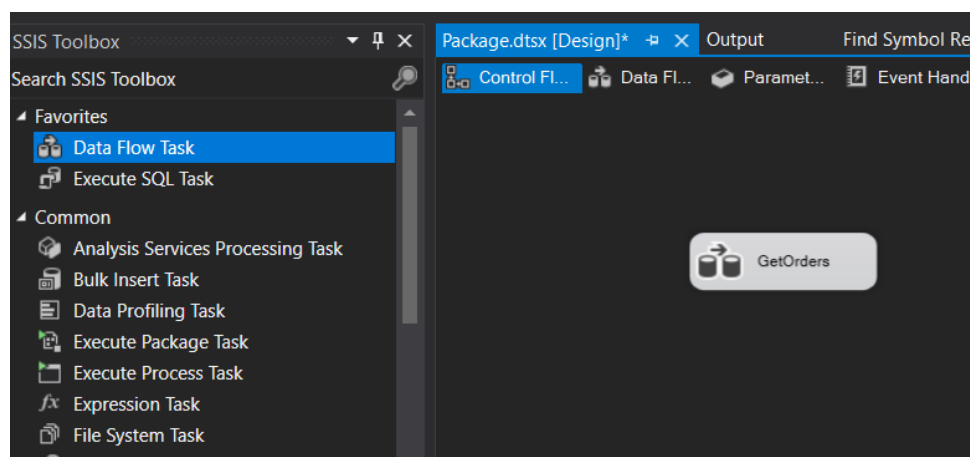 SSIS Toolbox
Search SSIS Toolbox
Favorites
Data Flow Task
Execute SQL Task
Common
Analysis Services Processing Task
Bulk Insert Task
Data Profiling Task
Execute Package Task
Execute Process Task
Expression Task
File System Task
Package.dtsx [Design]* Output Find Symbol Re
Control Fl... Data Fl... Paramet... Event Hand
GetOrders